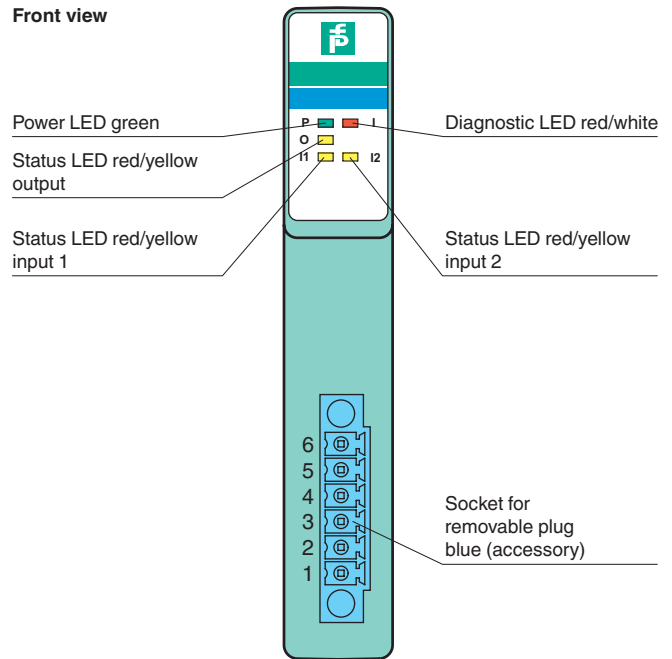 Front view
Power LED green
P
I
Diagnostic LED red/white
O
Status LED red/yellow
output
I1
I2
Status LED red/yellow
input 1
Status LED red/yellow
input 2
6
5
4
3
2
1
Socket for
removable plug
blue (accessory)